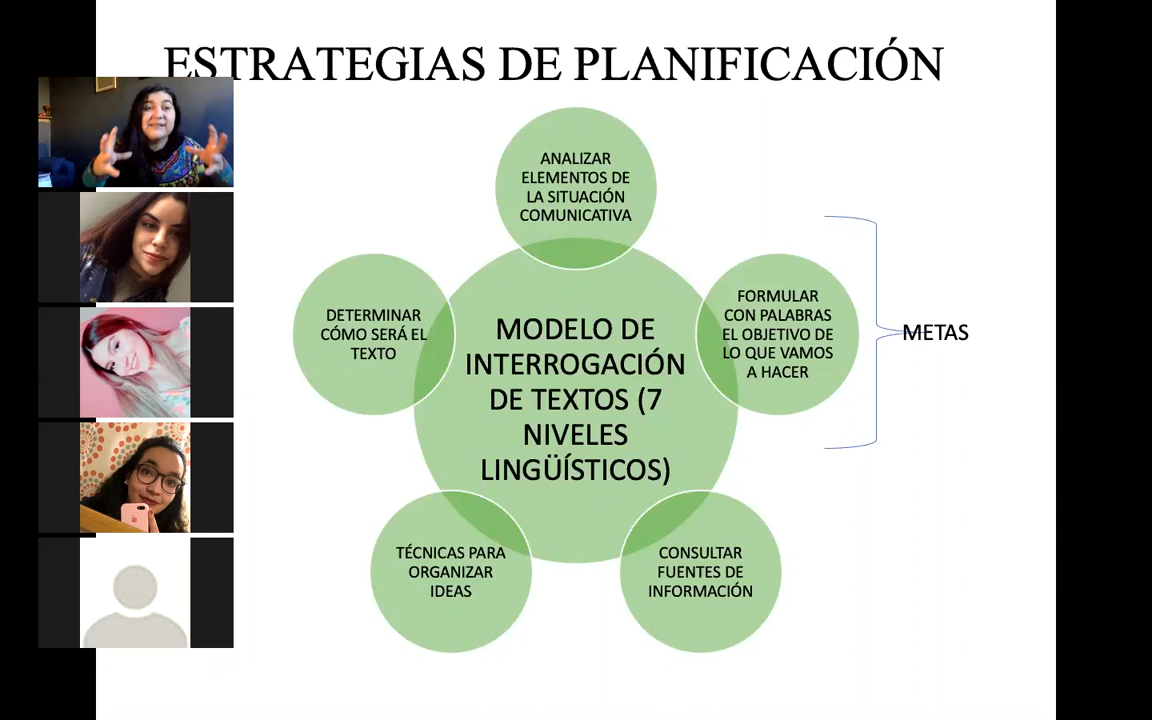 ESTRATEGIAS DE PLANIFICACIÓN
ANALIZAR
ELEMENTOS DE
LA SITUACIÓN
COMUNICATIVA
FORMULAR
CON PALABRAS
EL OBJETIVO DE
LO QUE VAMOS
A HACER
METAS
DETERMINAR
CÓMO SERÁ EL
TEXTO
MODELO DE
INTERROGACIÓN
DE TEXTOS (7
NIVELES
LINGÜÍSTICOS)
TÉCNICAS PARA
ORGANIZAR
IDEAS
CONSULTAR
FUENTES DE
INFORMACIÓN